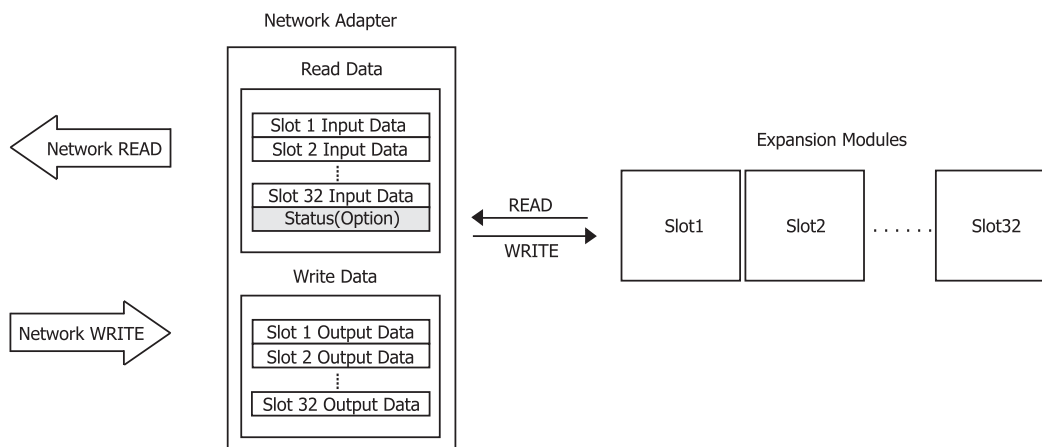 Network Adapter
Read Data
Slot 1 Input Data
Slot 2 Input Data
Slot 32 Input Data
Status(Option)
Network READ
Write Data
Slot 1 Output Data
Slot 2 Output Data
Slot 32 Output Data
Network WRITE
READ
WRITE
Expansion Modules
Slot1
Slot2
......
Slot32